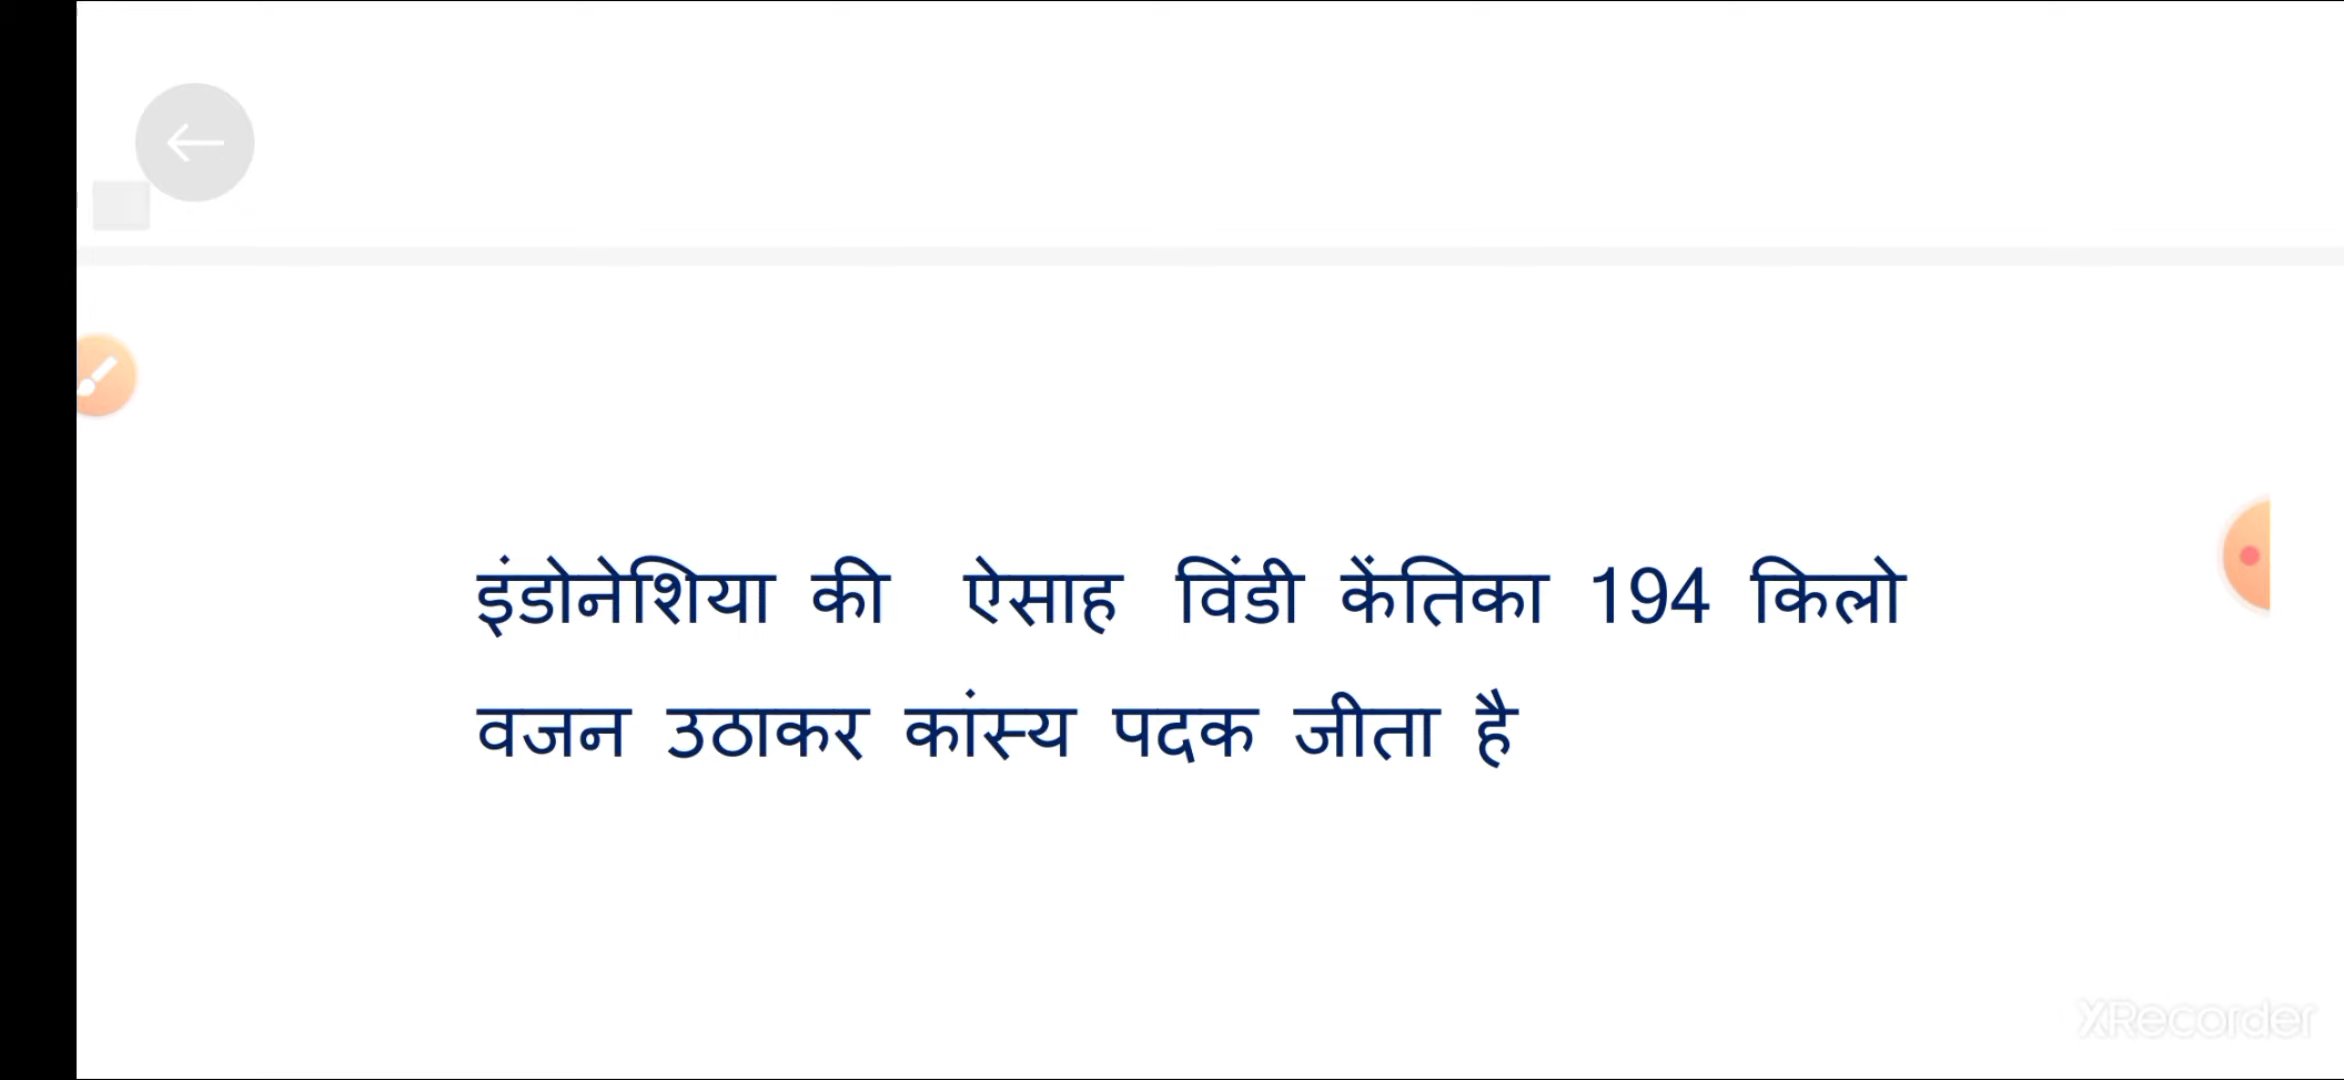 इंडोनेशिया की ऐसाह विंडी केंतिका 194 किलो
वजन उठाकर कांस्य पदक जीता है
XRecorder